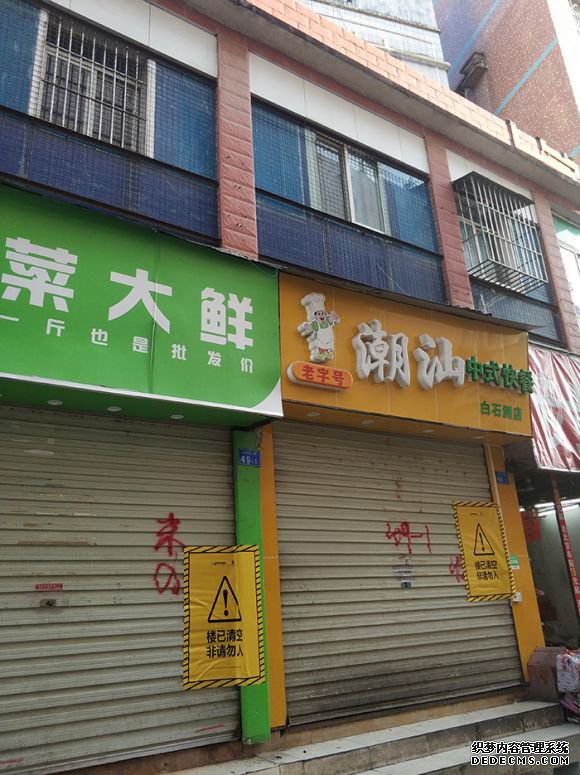 菜大鲜
一斤也是批发价
老字号
潮汕中式快餐
白石洲店
49-5
楼已清空
非请勿入
楼已清空
非请勿入
织梦内容管理系统
DEDECMS.COM